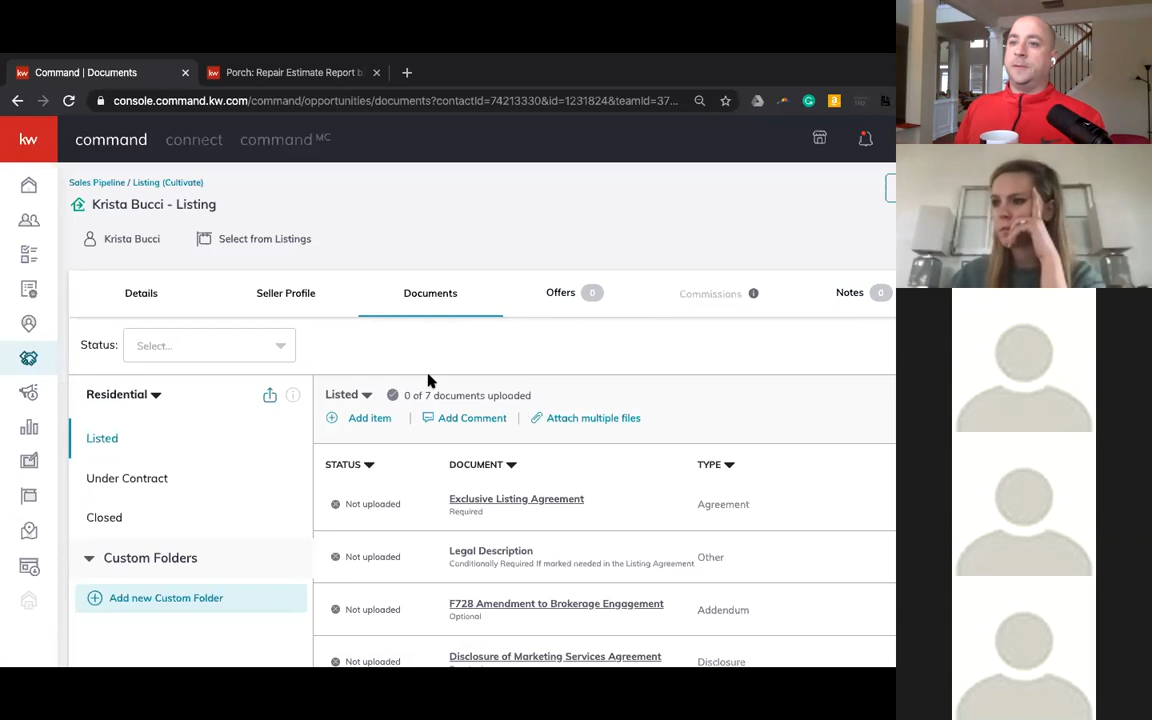 kw Command | Documents
kw Porch: Repair Estimate Report b
console.command.kw.com/command/opportunities/documents?contactId=74213330&id=1231824&teamId=37...
kw command connect command MC
Sales Pipeline / Listing (Cultivate)
Krista Bucci - Listing
Krista Bucci Select from Listings
Details Seller Profile Documents Offers 0 Commissions Notes 0
Status: Select...
Residential Listed 0 of 7 documents uploaded
Add item | Add Comment | Attach multiple files
Listed
Under Contract
Closed
Custom Folders
Add new Custom Folder
STATUS DOCUMENT TYPE
Not uploaded Exclusive Listing Agreement Agreement
Required
Not uploaded Legal Description Other
Conditionally Required If marked needed in the Listing Agreement
Not uploaded F728 Amendment to Brokerage Engagement Addendum
Optional
Not uploaded Disclosure of Marketing Services Agreement Disclosure